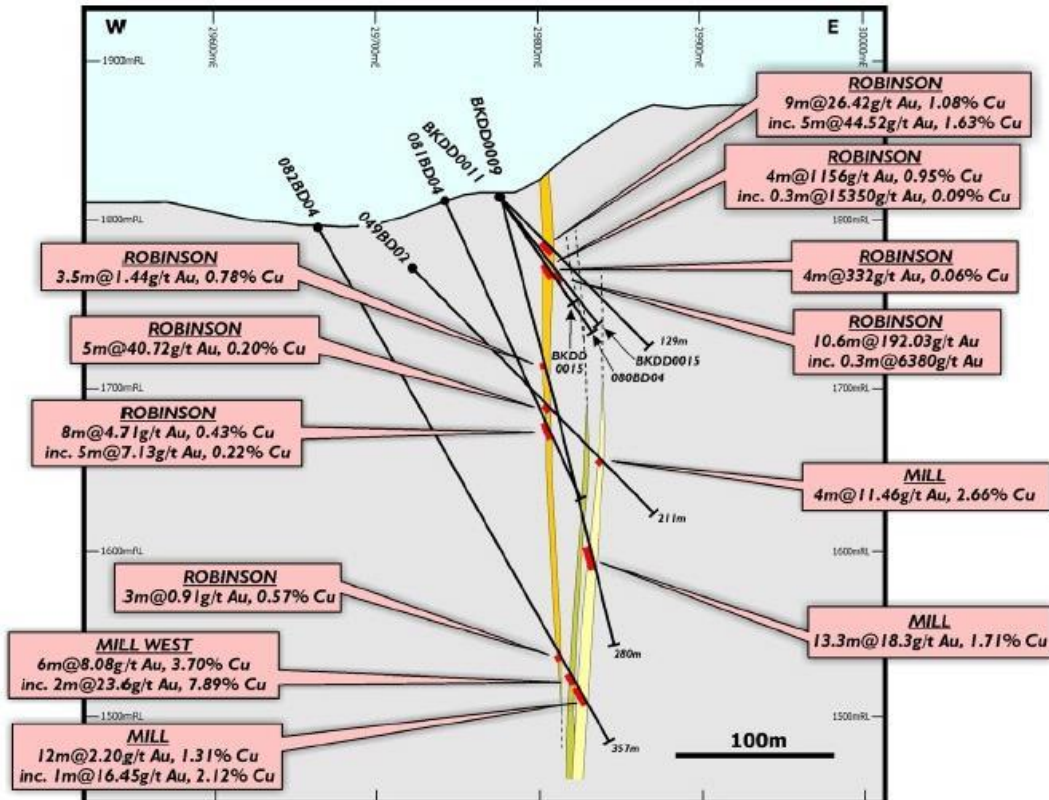 W
E
29600mE
29700mE
29800mE
29900mE
30000mE
1900mRL
1800mRL
1800mRL
1700mRL
1700mRL
1600mRL
1600mRL
1500mRL
1500mRL
082BD04
049BD02
081BD04
BKDD0011
BKDD0009
ROBINSON
9m@26.42g/t Au, 1.08% Cu
inc. 5m@44.52g/t Au, 1.63% Cu
ROBINSON
4m@1156g/t Au, 0.95% Cu
inc. 0.3m@15350g/t Au, 0.09% Cu
ROBINSON
4m@332g/t Au, 0.06% Cu
ROBINSON
10.6m@192.03g/t Au
inc. 0.3m@6380g/t Au
MILL
4m@11.46g/t Au, 2.66% Cu
MILL
13.3m@18.3g/t Au, 1.71% Cu
ROBINSON
3.5m@1.44g/t Au, 0.78% Cu
ROBINSON
5m@40.72g/t Au, 0.20% Cu
ROBINSON
8m@4.71g/t Au, 0.43% Cu
inc. 5m@7.13g/t Au, 0.22% Cu
ROBINSON
3m@0.91g/t Au, 0.57% Cu
MILL WEST
6m@8.08g/t Au, 3.70% Cu
inc. 2m@23.6g/t Au, 7.89% Cu
MILL
12m@2.20g/t Au, 1.31% Cu
inc. 1m@16.45g/t Au, 2.12% Cu
129m
BKDD
0015
BKDD0015
080BD04
211m
280m
357m
100m